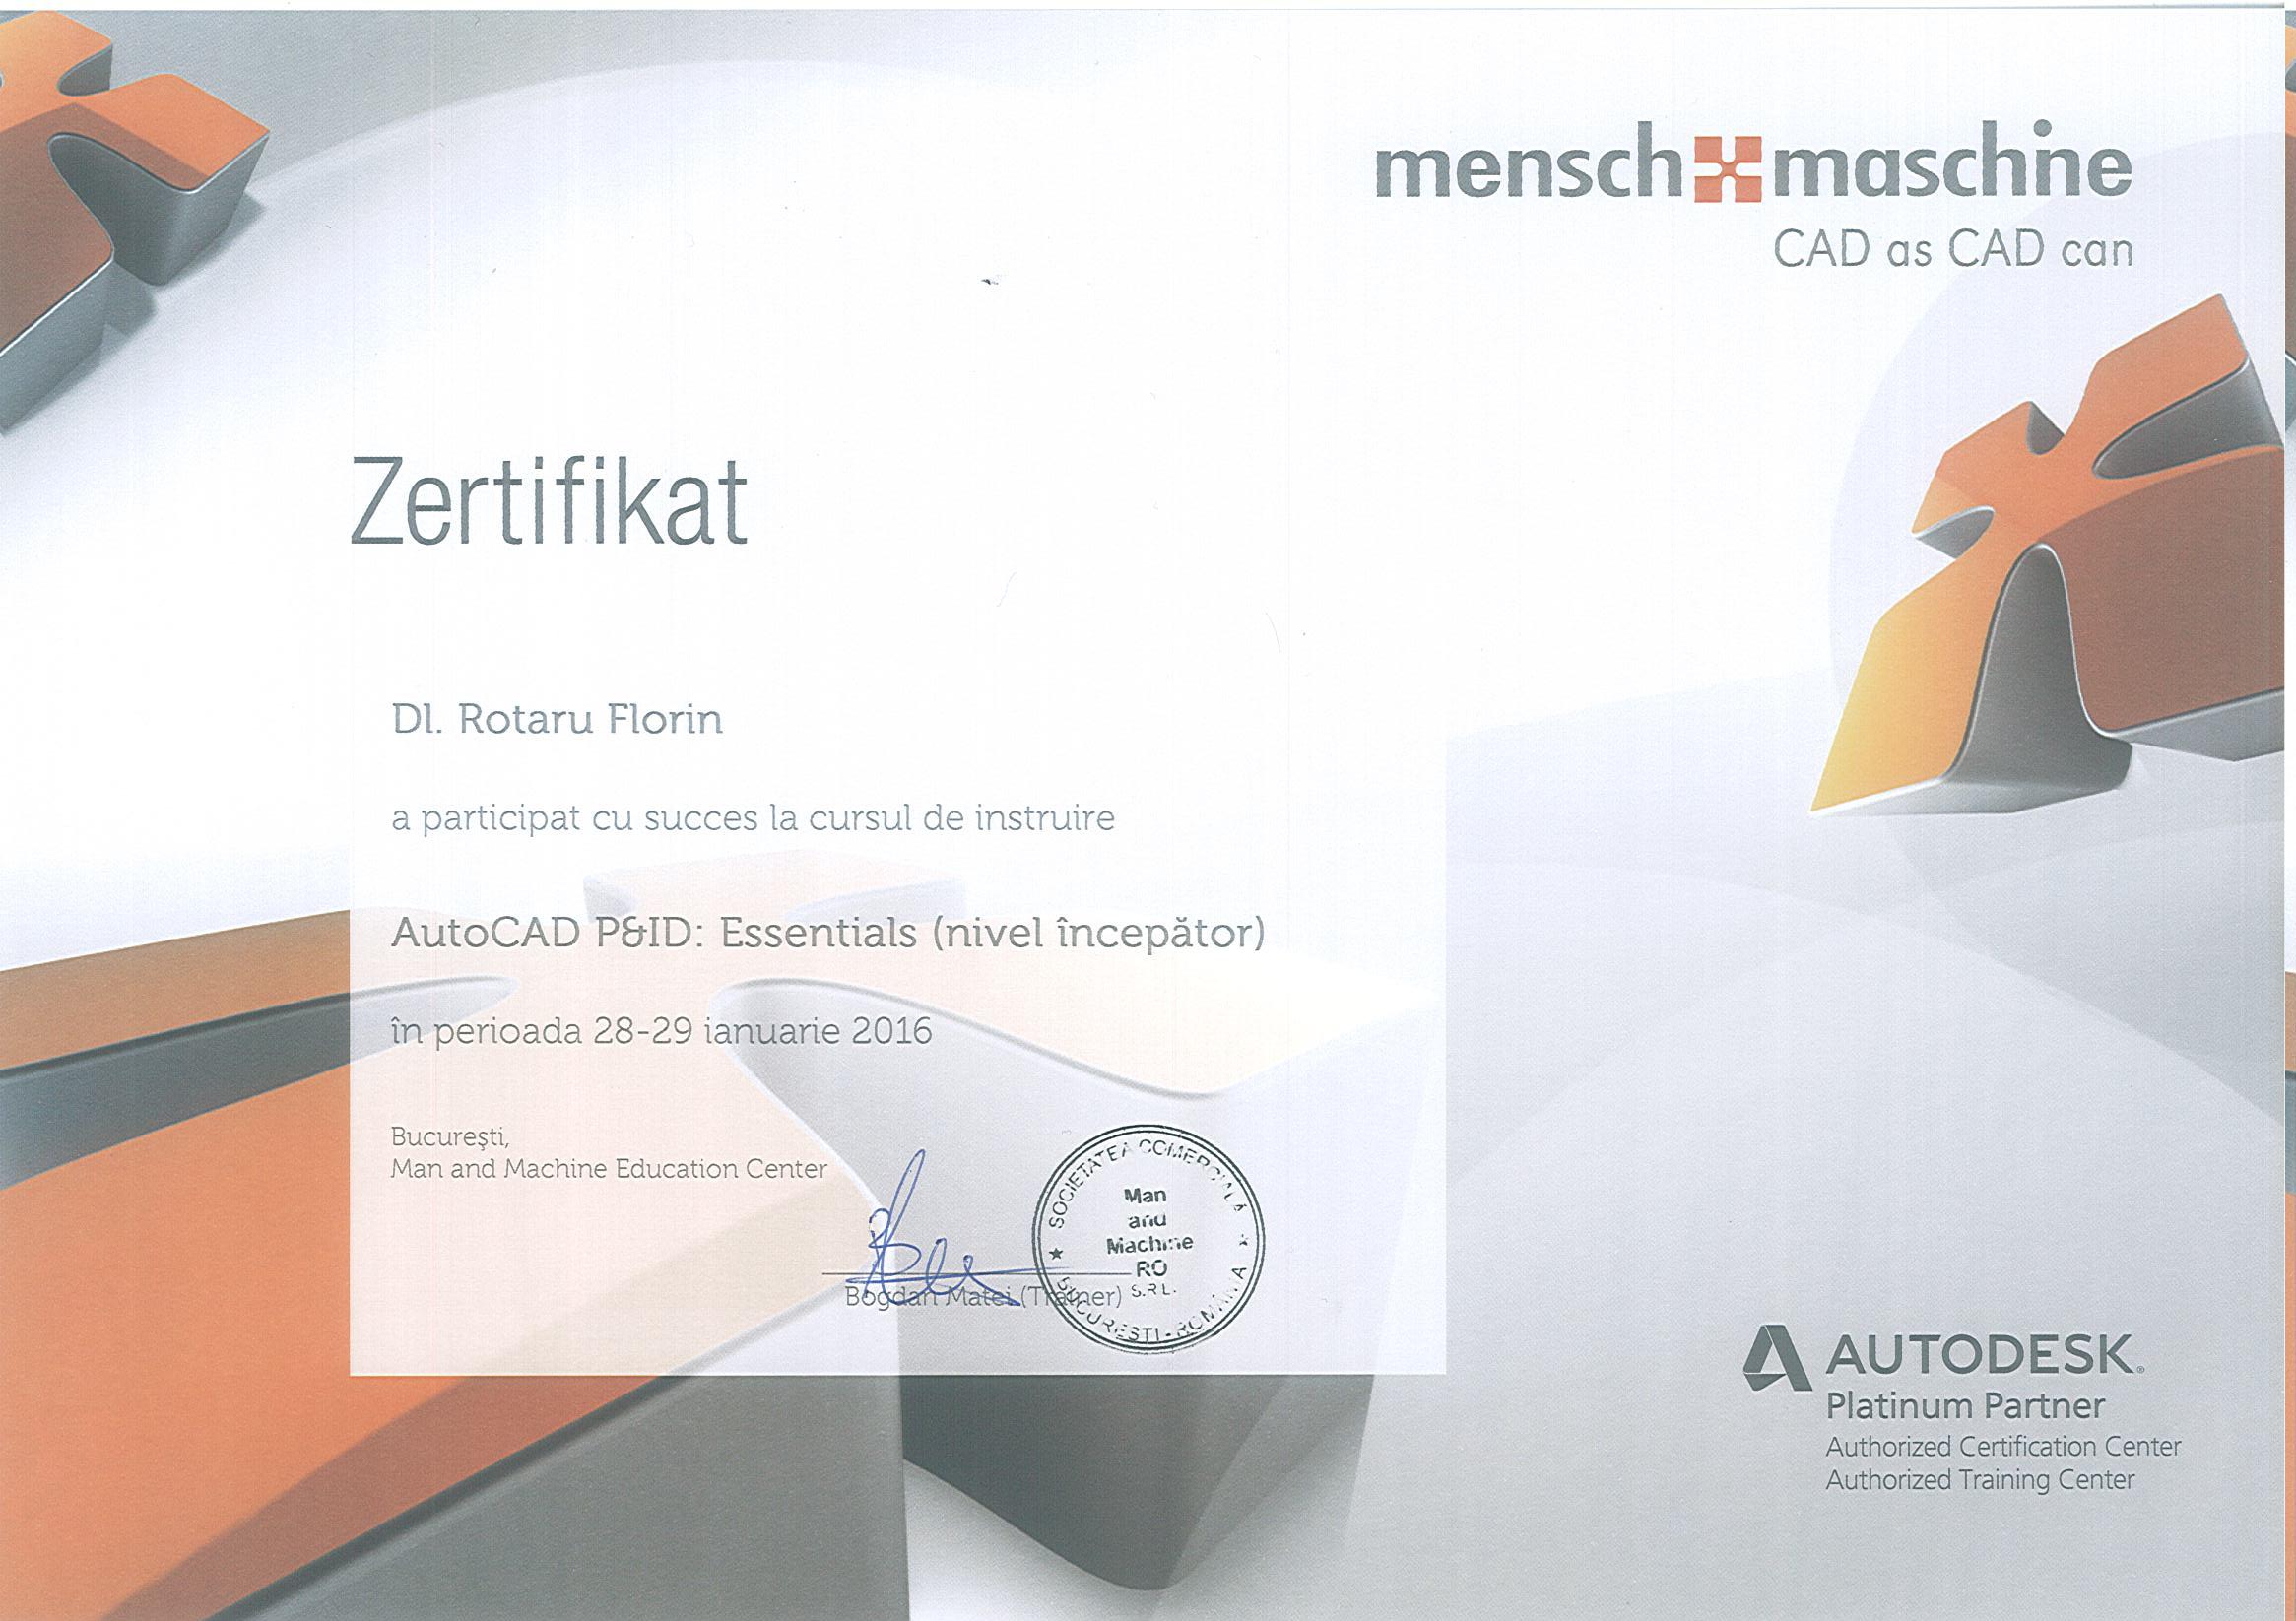 mensch maschine
CAD as CAD can
Zertifikat
Dl. Rotaru Florin
a participat cu succes la cursul de instruire
AutoCAD P&ID: Essentials (nivel începător)
în perioada 28-29 ianuarie 2016
Bucureşti,
Man and Machine Education Center
Bogdan Matei (Trainer)
SOCIETATEA COMERCIALĂ
Man
and
Machine
RO
S.R.L.
BUCUREŞTI - ROMÂNIA
AUTODESK®
Platinum Partner
Authorized Certification Center
Authorized Training Center